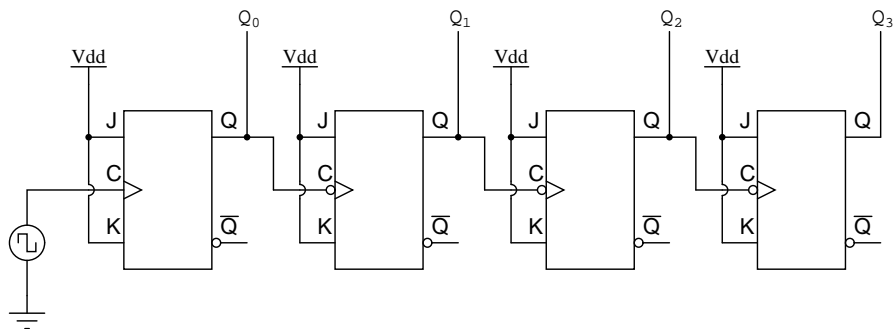 Q0 Q1 Q2 Q3
Vdd Vdd Vdd Vdd
J Q J Q J Q J Q
C C C C
K Q̅ K Q̅ K Q̅ K Q̅